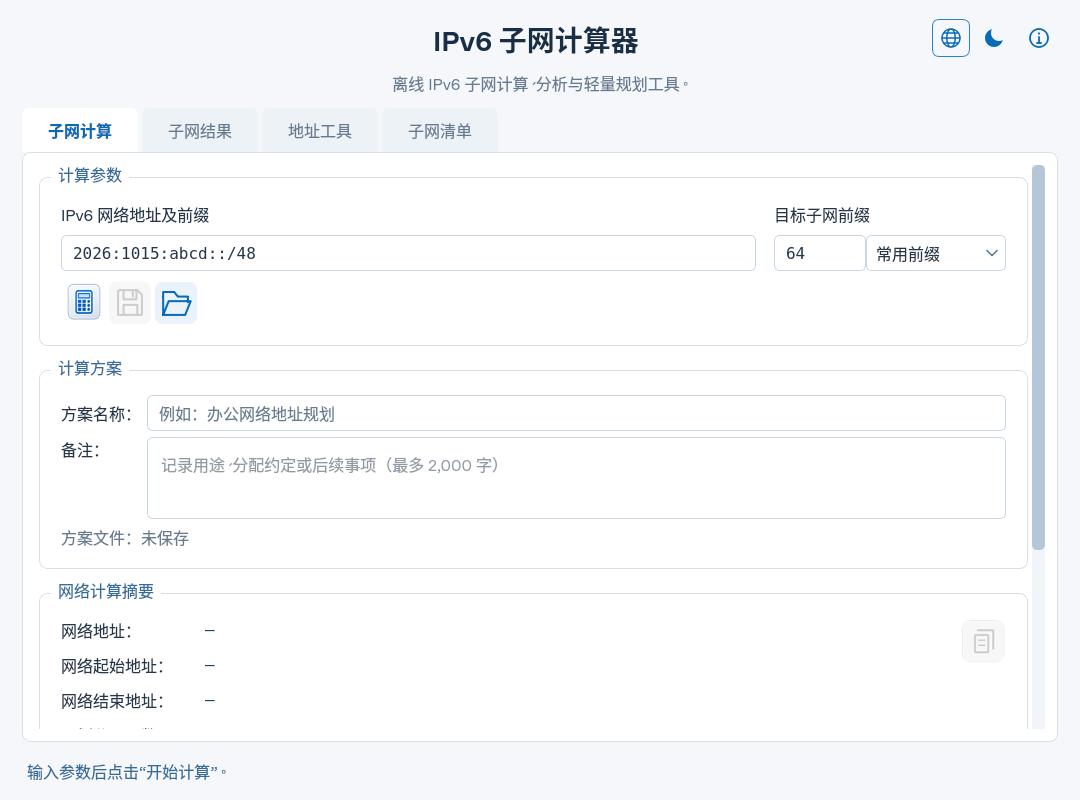 IPv6 子网计算器
离线 IPv6 子网计算、分析与轻量规划工具。
子网计算 子网结果 地址工具 子网清单
计算参数
IPv6 网络地址及前缀 目标子网前缀
2026:1015:abcd::/48 64 常用前缀
计算方案
方案名称： 例如：办公网络地址规划
备注： 记录用途、分配约定或后续事项（最多 2,000 字）
方案文件：未保存
网络计算摘要
网络地址： —
网络起始地址： —
网络结束地址： —
输入参数后点击“开始计算”。